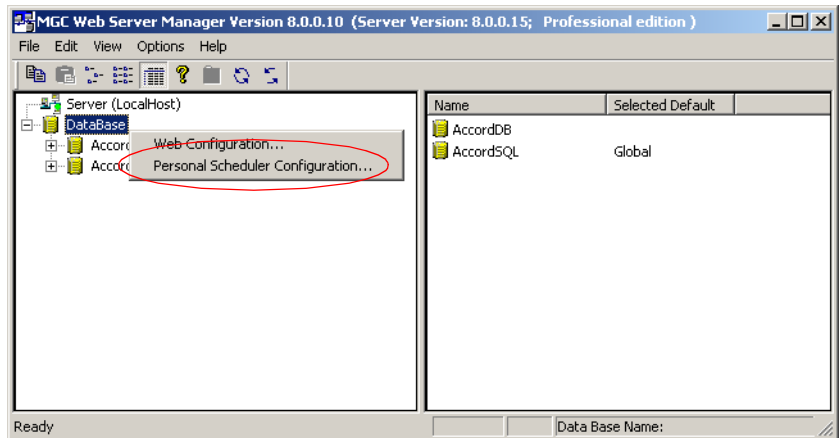 MGC Web Server Manager Version 8.0.0.10 (Server Version: 8.0.0.15; Professional edition )
File Edit View Options Help
Server (LocalHost)
DataBase
Accord
Accord
Web Configuration...
Personal Scheduler Configuration...
Name Selected Default
AccordDB
AccordSQL Global
Ready Data Base Name: